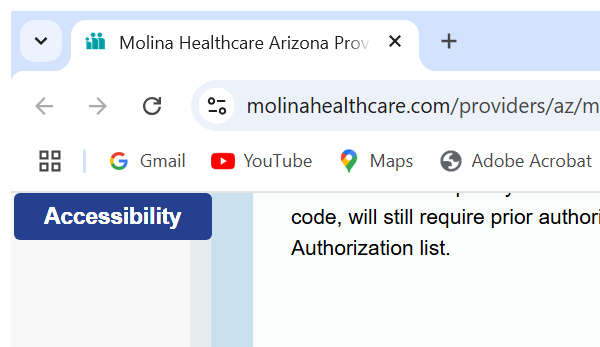 Molina Healthcare Arizona Prov
molinahealthcare.com/providers/az/m
Gmail YouTube Maps Adobe Acrobat
Accessibility
code, will still require prior authori
Authorization list.